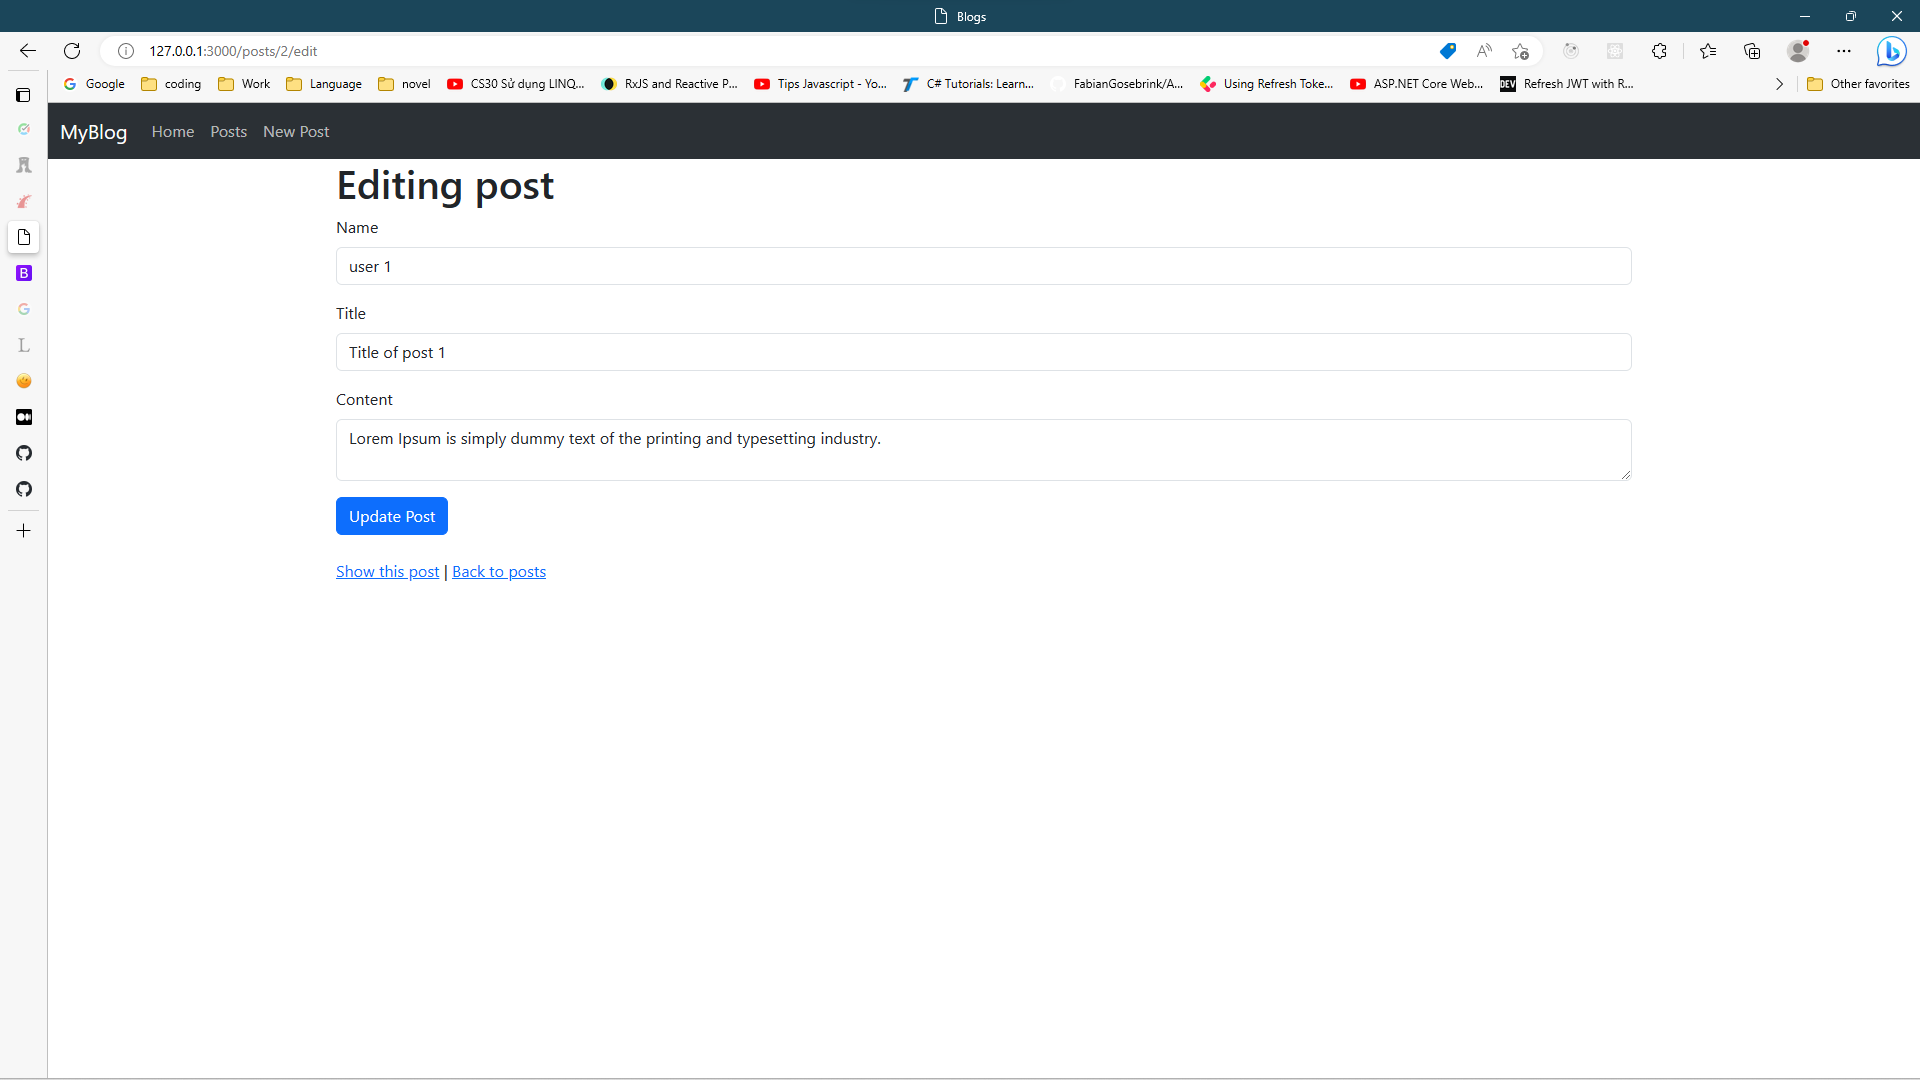 Blogs
127.0.0.1:3000/posts/2/edit
Google coding Work Language novel CS30 Sử dụng LINQ... RxJS and Reactive P... Tips Javascript - Yo... C# Tutorials: Learn... FabianGosebrink/A... Using Refresh Toke... ASP.NET Core Web... DEV Refresh JWT with R... Other favorites
MyBlog Home Posts New Post
Editing post
Name
user 1
Title
Title of post 1
Content
Lorem Ipsum is simply dummy text of the printing and typesetting industry.
Update Post
Show this post | Back to posts